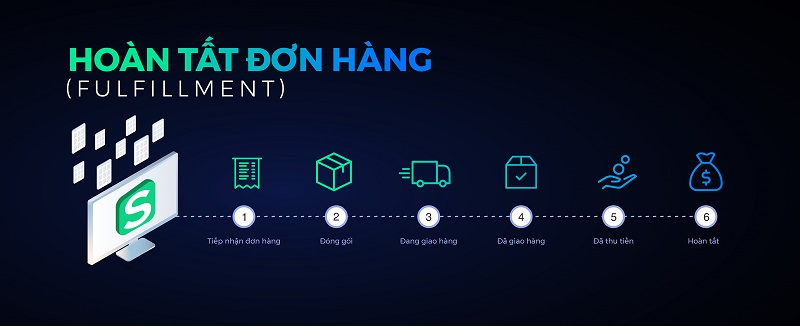 HOÀN TẤT ĐƠN HÀNG
(FULFILLMENT)
S
$
1
2
3
4
5
6
Tiếp nhận đơn hàng
Đóng gói
Đang giao hàng
Đã giao hàng
Đã thu tiền
Hoàn tất